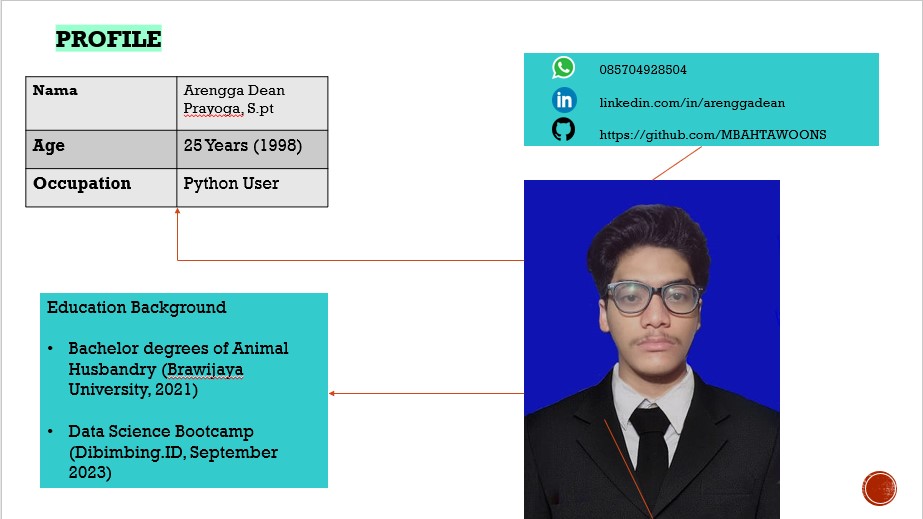 PROFILE
Nama
Arengga Dean
Prayoga, S.pt
Age
25 Years (1998)
Occupation
Python User
085704928504
in
linkedin.com/in/arenggadean
https://github.com/MBAHTAWOONS
Education Background
• Bachelor degrees of Animal
Husbandry (Brawijaya
University, 2021)
• Data Science Bootcamp
(Dibimbing.ID, September
2023)